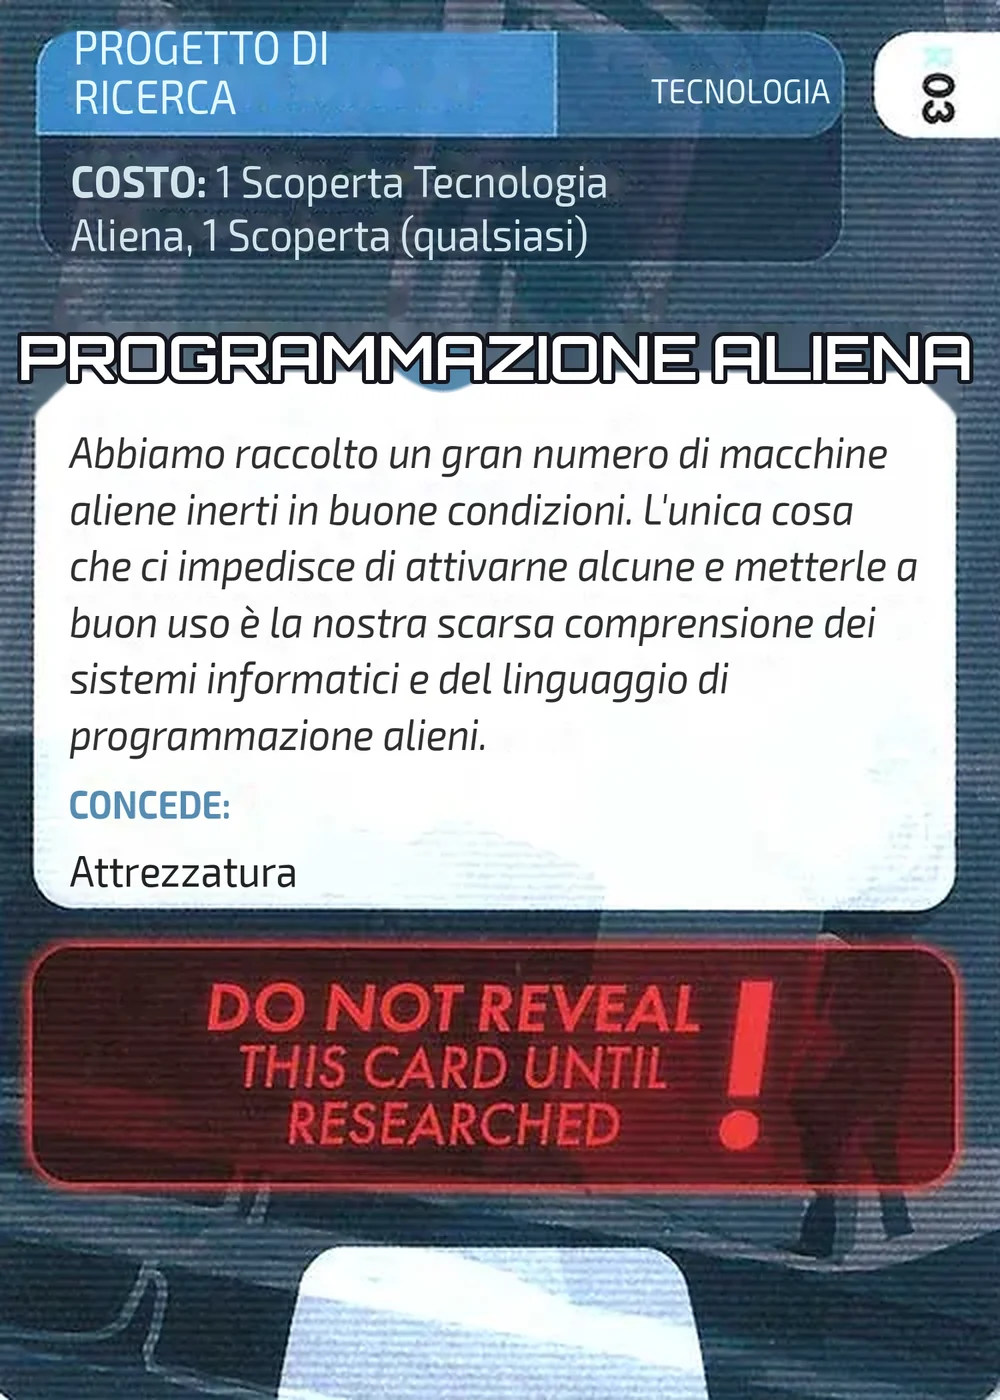 PROGETTO DI
RICERCA
TECNOLOGIA
03
COSTO: 1 Scoperta Tecnologia
Aliena, 1 Scoperta (qualsiasi)
PROGRAMMAZIONE ALIENA
Abbiamo raccolto un gran numero di macchine
aliene inerti in buone condizioni. L'unica cosa
che ci impedisce di attivarne alcune e metterle a
buon uso è la nostra scarsa comprensione dei
sistemi informatici e del linguaggio di
programmazione alieni.
CONCEDE:
Attrezzatura
DO NOT REVEAL
THIS CARD UNTIL
RESEARCHED
!